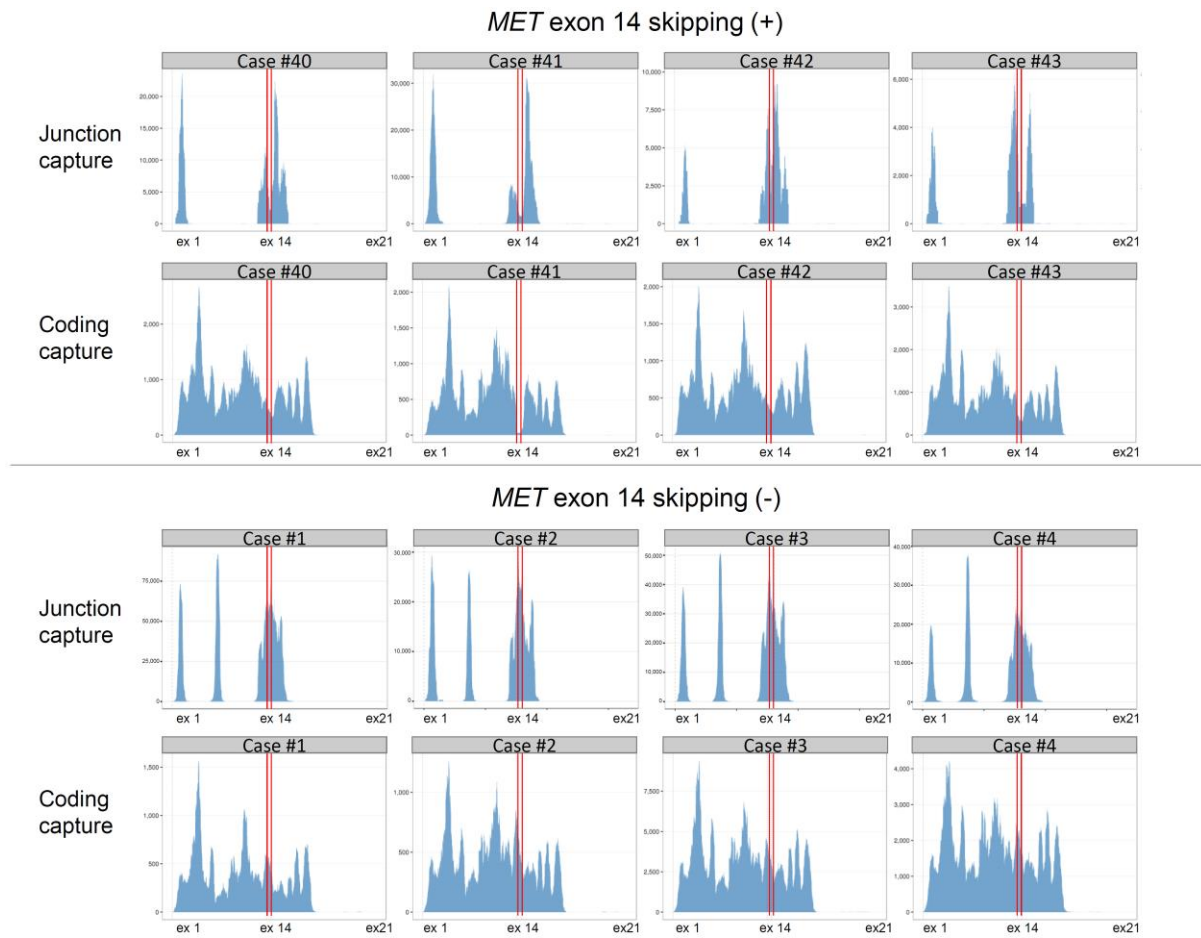 MET exon 14 skipping (+)
Junction capture
Case #40
20,000
15,000
10,000
5,000
0
ex 1
ex 14
ex21
Case #41
30,000
20,000
10,000
0
ex 1
ex 14
ex21
Case #42
10,000
7,500
5,000
2,500
0
ex 1
ex 14
ex21
Case #43
6,000
4,000
2,000
0
ex 1
ex 14
ex21
Coding capture
Case #40
2,000
1,000
0
ex 1
ex 14
ex21
Case #41
2,000
1,500
1,000
500
0
ex 1
ex 14
ex21
Case #42
2,000
1,500
1,000
500
0
ex 1
ex 14
ex21
Case #43
3,000
2,000
1,000
0
ex 1
ex 14
ex21
MET exon 14 skipping (-)
Junction capture
Case #1
75,000
50,000
25,000
0
ex 1
ex 14
ex21
Case #2
30,000
20,000
10,000
0
ex 1
ex 14
ex21
Case #3
50,000
40,000
30,000
20,000
10,000
0
ex 1
ex 14
ex21
Case #4
40,000
30,000
20,000
10,000
0
ex 1
ex 14
ex21
Coding capture
Case #1
1,500
1,000
500
0
ex 1
ex 14
ex21
Case #2
1,000
500
0
ex 1
ex 14
ex21
Case #3
7,500
5,000
2,500
0
ex 1
ex 14
ex21
Case #4
4,000
3,000
2,000
1,000
0
ex 1
ex 14
ex21